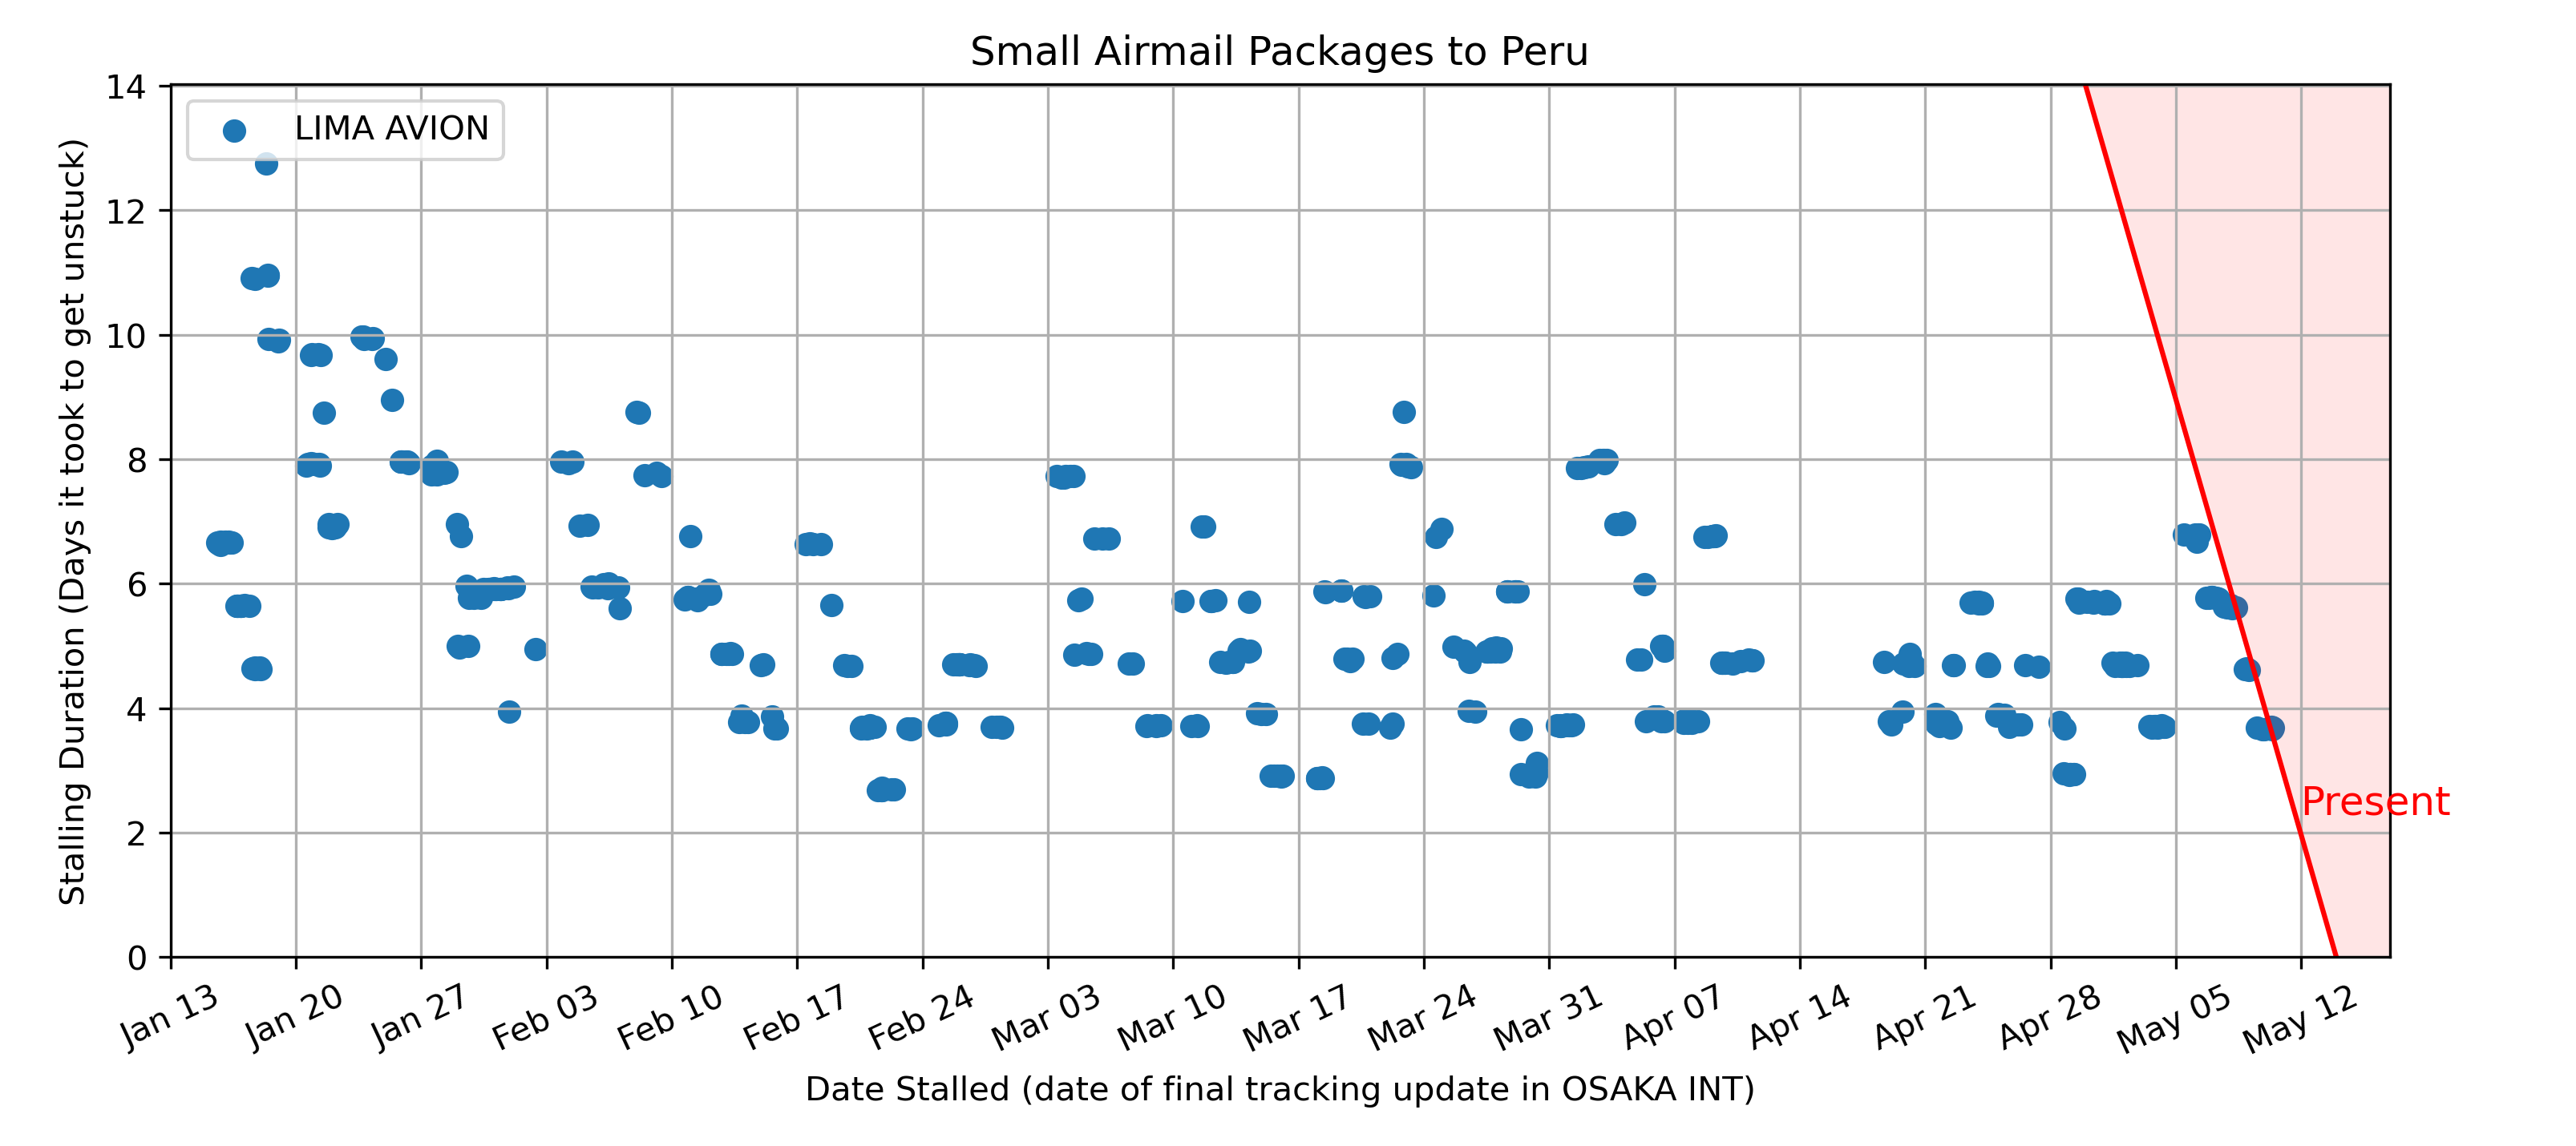 Small Airmail Packages to Peru
LIMA AVION
Stalling Duration (Days it took to get unstuck)
14
12
10
8
6
4
2
0
Present
Jan 13
Jan 20
Jan 27
Feb 03
Feb 10
Feb 17
Feb 24
Mar 03
Mar 10
Mar 17
Mar 24
Mar 31
Apr 07
Apr 14
Apr 21
Apr 28
May 05
May 12
Date Stalled (date of final tracking update in OSAKA INT)